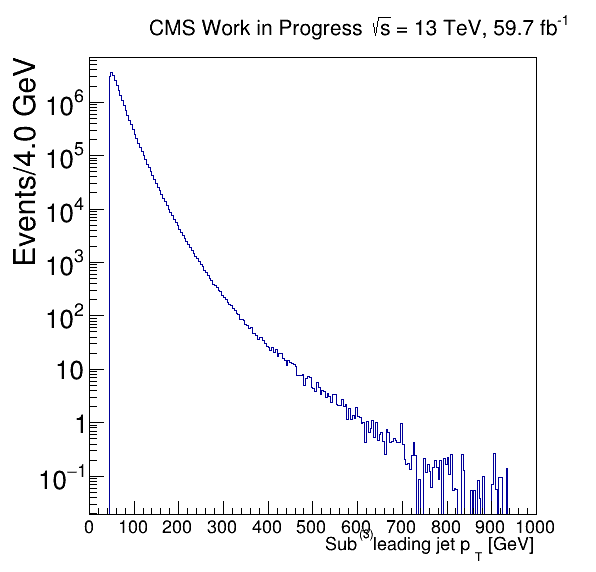 CMS Work in Progress √s = 13 TeV, 59.7 fb⁻¹
Events/4.0 GeV
10⁶
10⁵
10⁴
10³
10²
10
1
10⁻¹
0 100 200 300 400 500 600 700 800 900 1000
Sub⁽³⁾leading jet p_T [GeV]